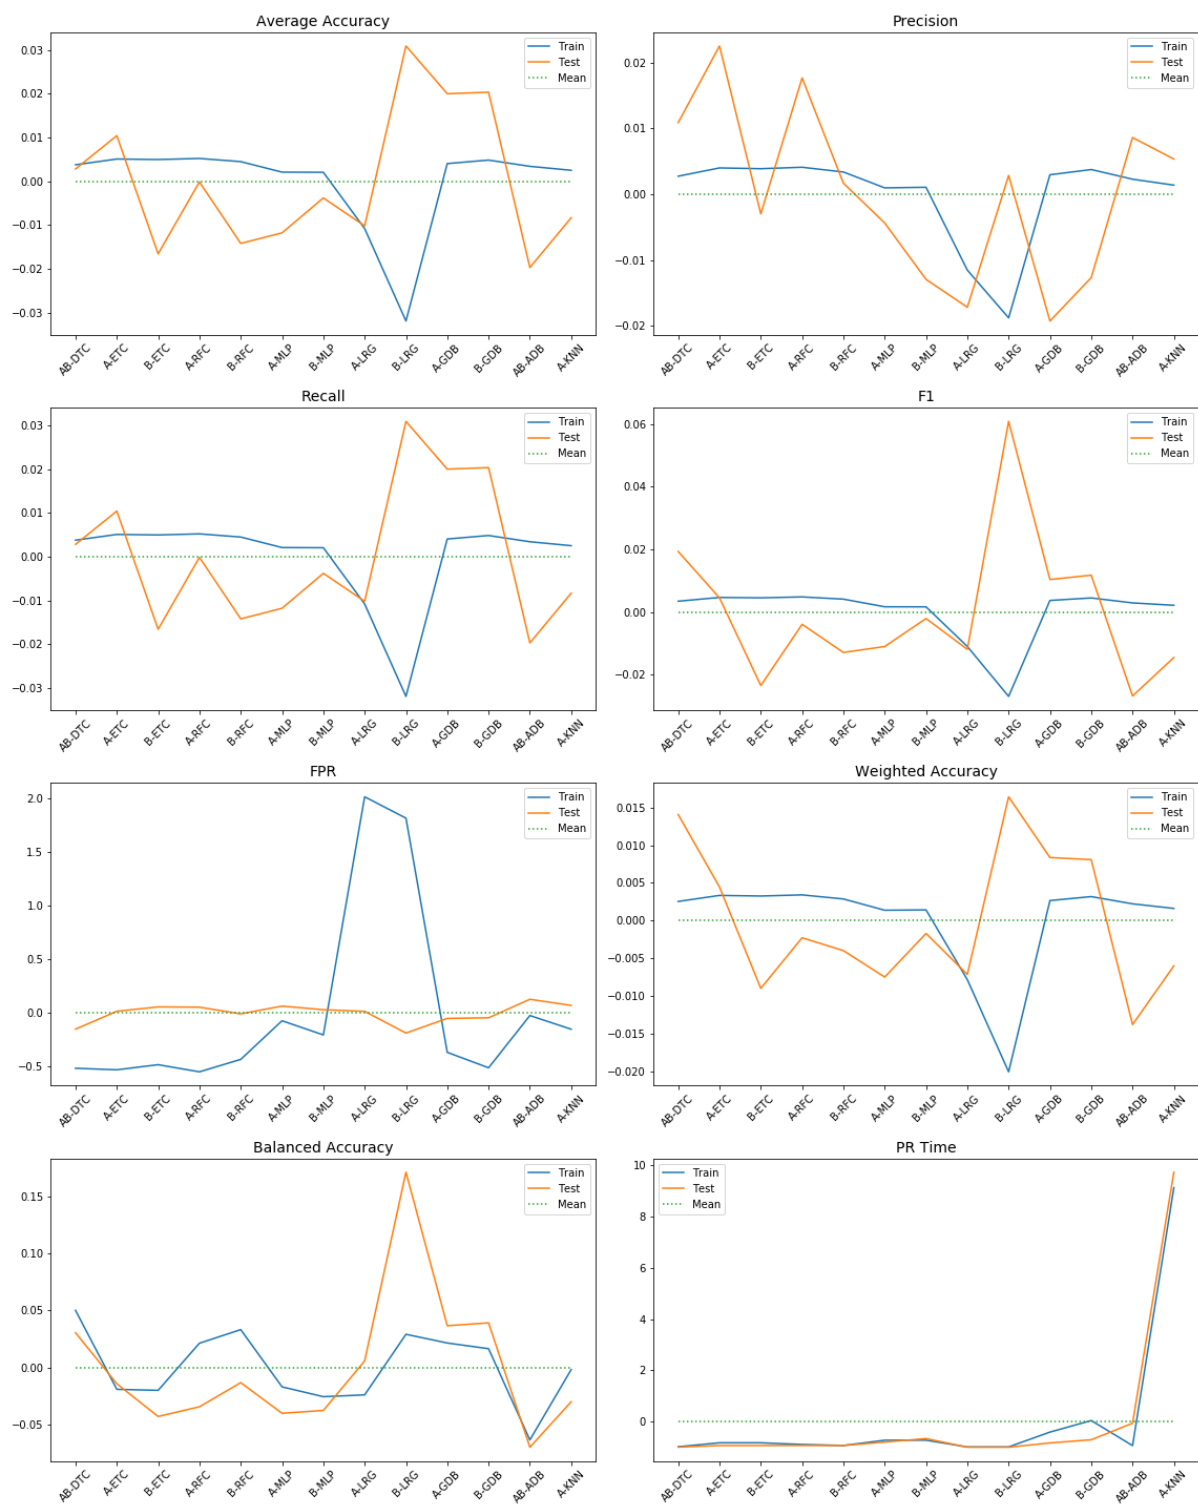 Average Accuracy
0.03
0.02
0.01
0.00
−0.01
−0.02
−0.03
Train
Test
Mean
AB-DTC A-ETC B-ETC A-RFC B-RFC A-MLP B-MLP A-LRG B-LRG A-GDB B-GDB AB-ADB A-KNN
Precision
0.02
0.01
0.00
−0.01
−0.02
Train
Test
Mean
AB-DTC A-ETC B-ETC A-RFC B-RFC A-MLP B-MLP A-LRG B-LRG A-GDB B-GDB AB-ADB A-KNN
Recall
0.03
0.02
0.01
0.00
−0.01
−0.02
−0.03
Train
Test
Mean
AB-DTC A-ETC B-ETC A-RFC B-RFC A-MLP B-MLP A-LRG B-LRG A-GDB B-GDB AB-ADB A-KNN
F1
0.06
0.04
0.02
0.00
−0.02
Train
Test
Mean
AB-DTC A-ETC B-ETC A-RFC B-RFC A-MLP B-MLP A-LRG B-LRG A-GDB B-GDB AB-ADB A-KNN
FPR
2.0
1.5
1.0
0.5
0.0
−0.5
Train
Test
Mean
AB-DTC A-ETC B-ETC A-RFC B-RFC A-MLP B-MLP A-LRG B-LRG A-GDB B-GDB AB-ADB A-KNN
Weighted Accuracy
0.015
0.010
0.005
0.000
−0.005
−0.010
−0.015
−0.020
Train
Test
Mean
AB-DTC A-ETC B-ETC A-RFC B-RFC A-MLP B-MLP A-LRG B-LRG A-GDB B-GDB AB-ADB A-KNN
Balanced Accuracy
0.15
0.10
0.05
0.00
−0.05
Train
Test
Mean
AB-DTC A-ETC B-ETC A-RFC B-RFC A-MLP B-MLP A-LRG B-LRG A-GDB B-GDB AB-ADB A-KNN
PR Time
10
8
6
4
2
0
Train
Test
Mean
AB-DTC A-ETC B-ETC A-RFC B-RFC A-MLP B-MLP A-LRG B-LRG A-GDB B-GDB AB-ADB A-KNN